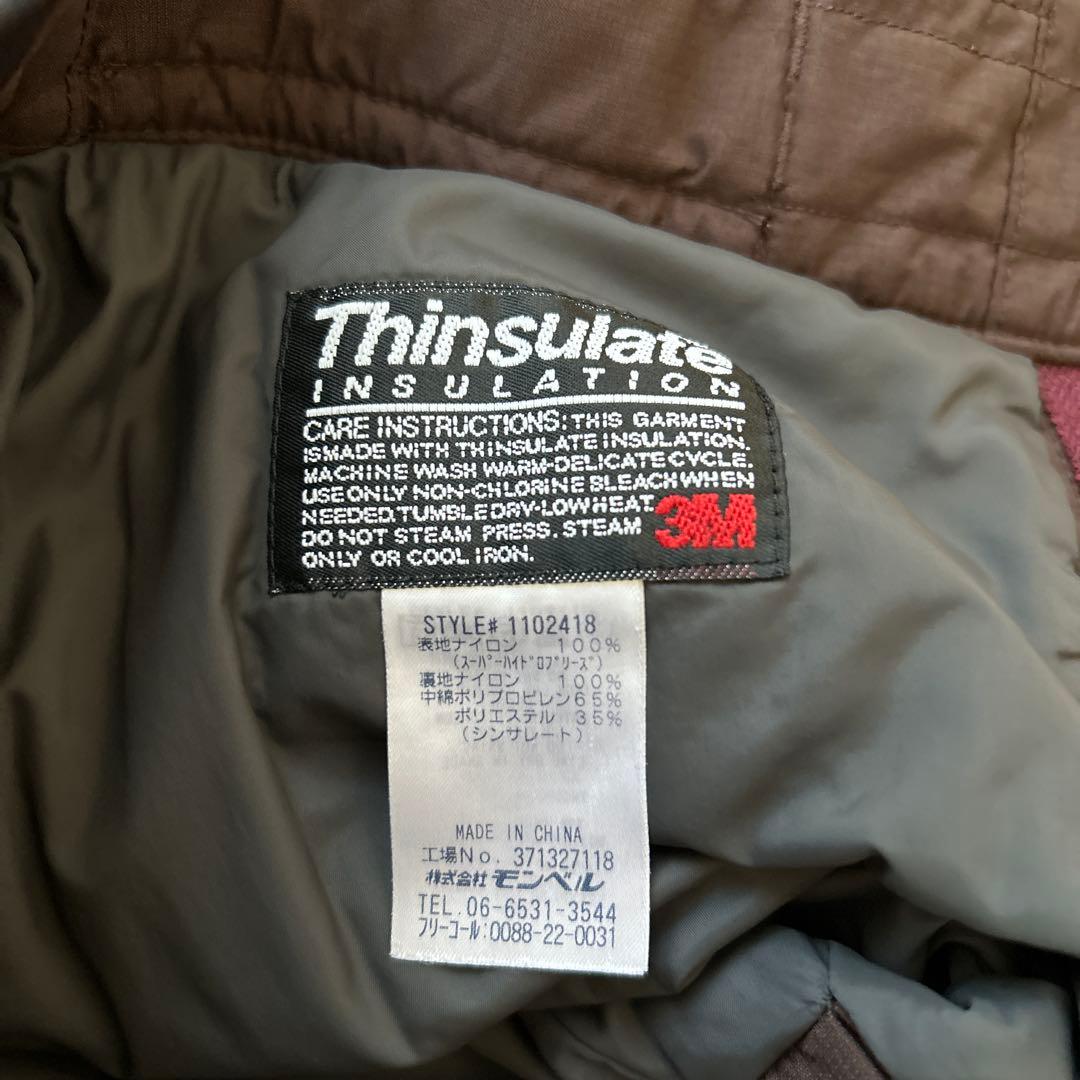 Thinsulate
INSULATION
CARE INSTRUCTIONS: THIS GARMENT
IS MADE WITH THINSULATE INSULATION.
MACHINE WASH WARM-DELICATE CYCLE.
USE ONLY NON-CHLORINE BLEACH WHEN
NEEDED. TUMBLE DRY-LOW HEAT.
DO NOT STEAM PRESS. STEAM
ONLY OR COOL IRON.
3M
STYLE# 1102418
表地ナイロン 100%
(スーパーハイドロブリーズ)
裏地ナイロン 100%
中綿ポリプロピレン65%
ポリエステル 35%
(シンサレート)
MADE IN CHINA
工場No. 371327118
株式会社 モンベル
TEL.06-6531-3544
フリーコール:0088-22-0031